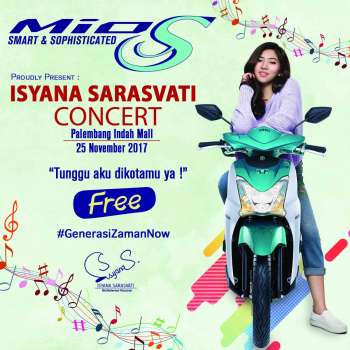 Mio S
SMART & SOPHISTICATED
PROUDLY PRESENT :
ISYANA SARASVATI
CONCERT
Palembang Indah Mall
25 November 2017
“Tunggu aku dikotamu ya !”
Free
#GenerasiZamanNow
ISYANA SARASVATI